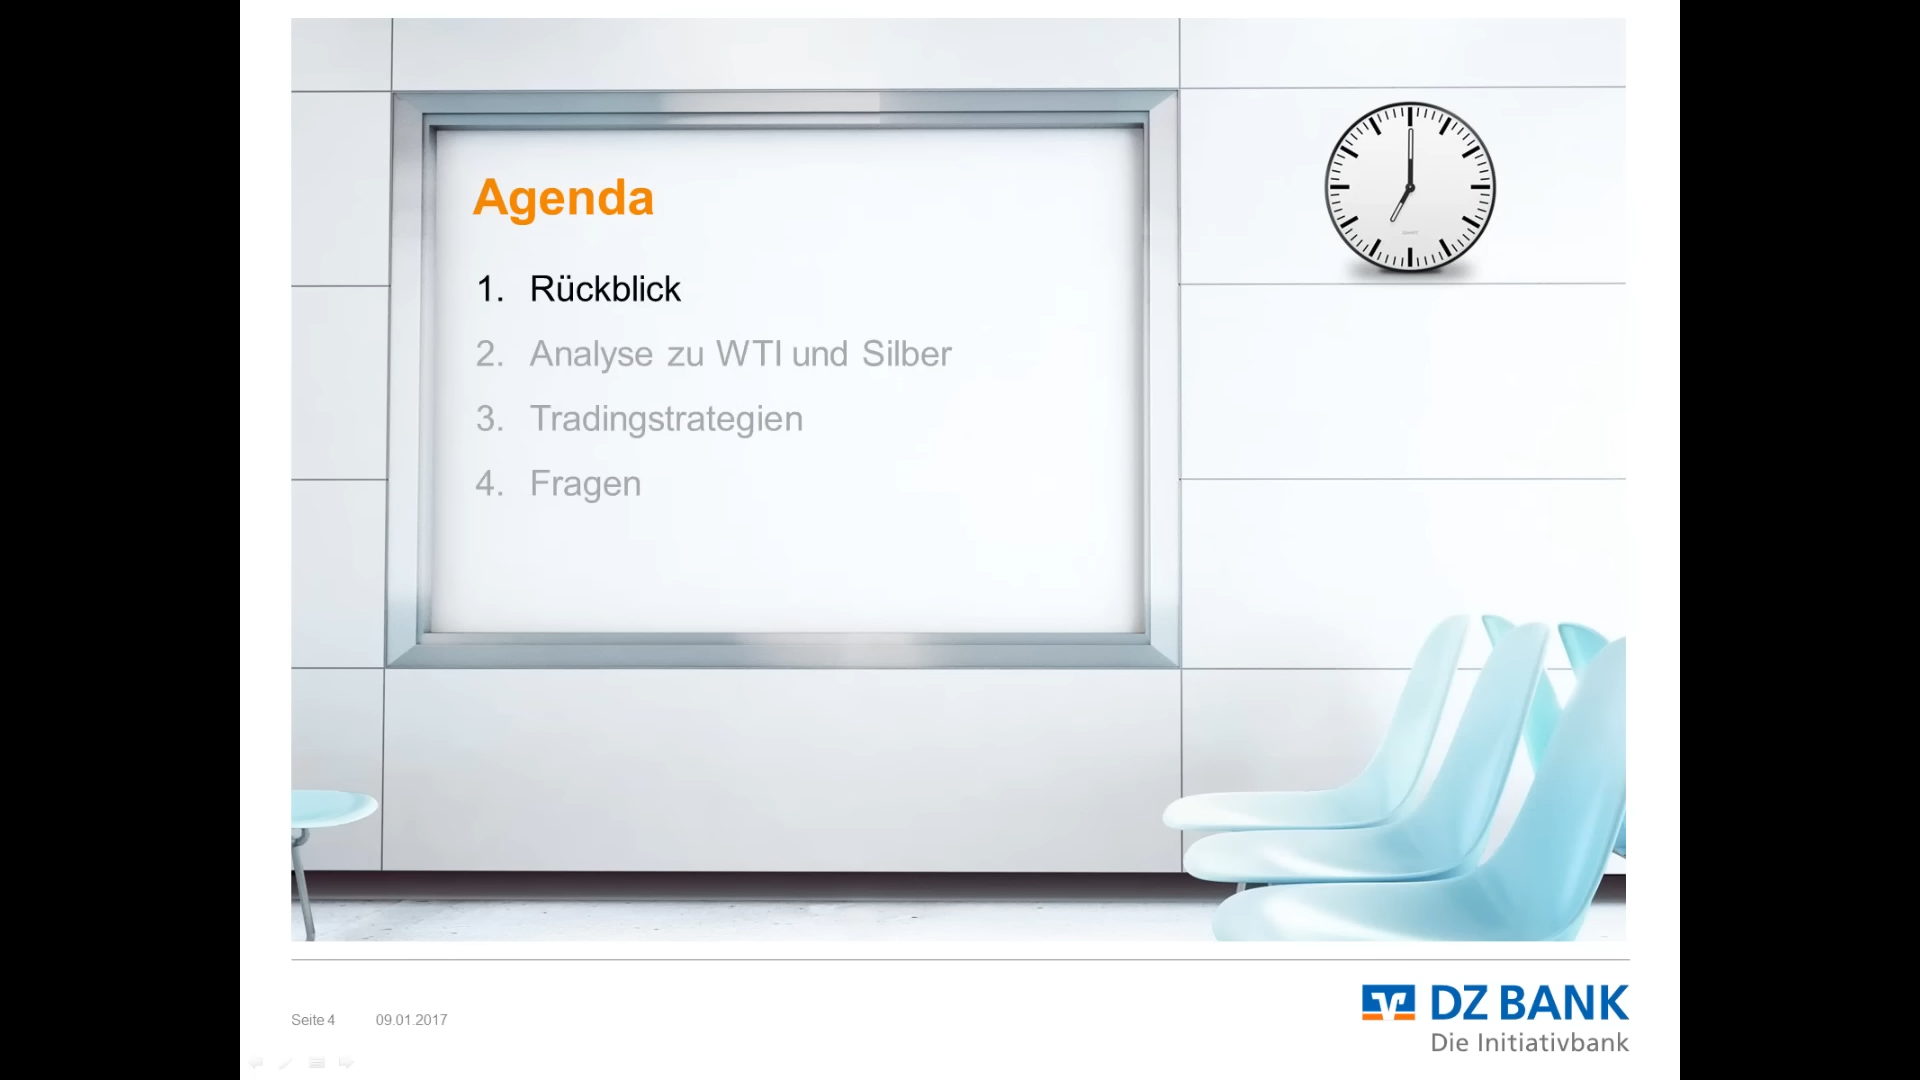 Agenda
1. Rückblick
2. Analyse zu WTI und Silber
3. Tradingstrategien
4. Fragen
Seite 4 09.01.2017
DZ BANK
Die Initiativbank